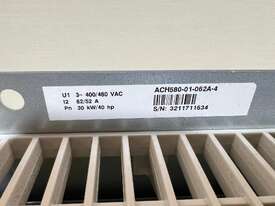 U1 3~ 400/480 VAC
I2 62/52 A
Pn 30 kW/40 hp
ACH580-01-062A-4
S/N: 3211711634